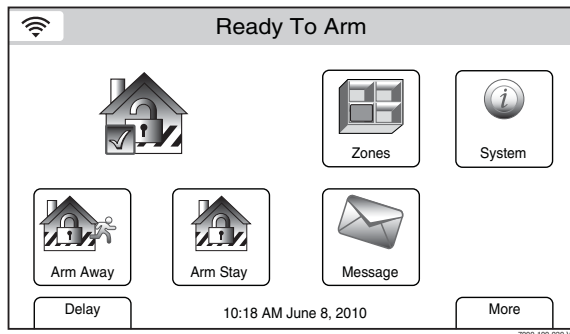 Ready To Arm
Zones
System
Arm Away
Arm Stay
Message
Delay
10:18 AM June 8, 2010
More